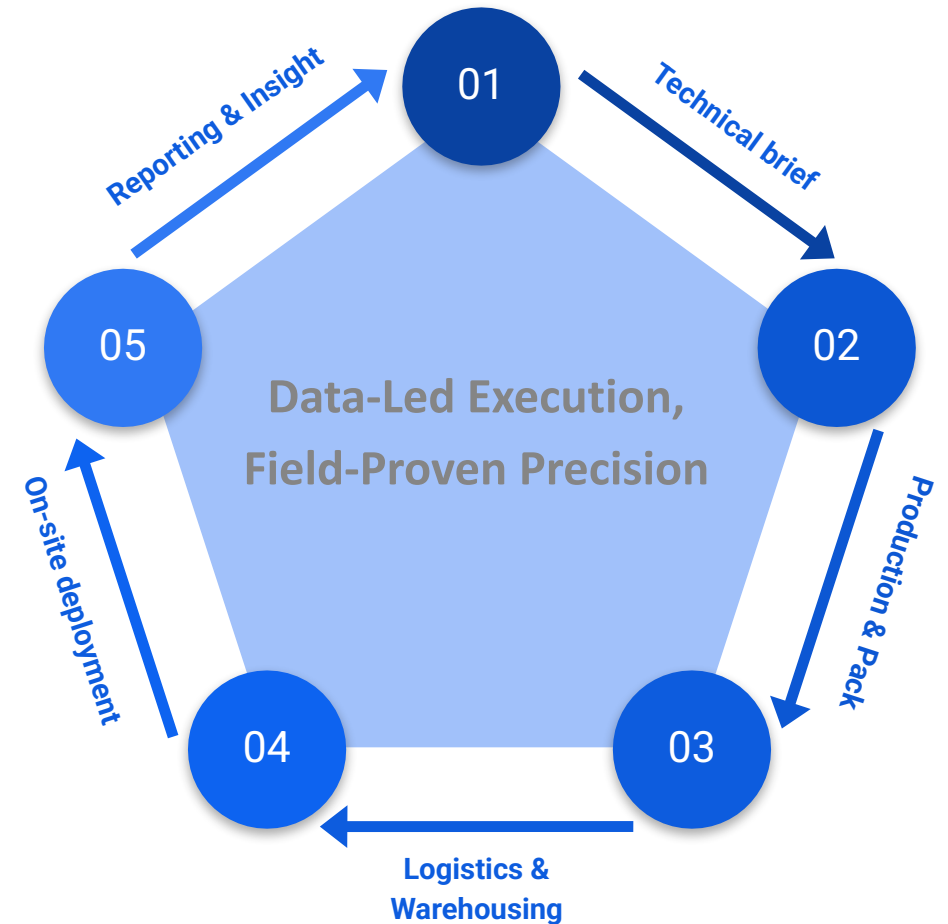 01
Technical brief
02
Production & Pack
03
Logistics &
Warehousing
04
On-site deployment
05
Reporting & Insight
Data-Led Execution,
Field-Proven Precision